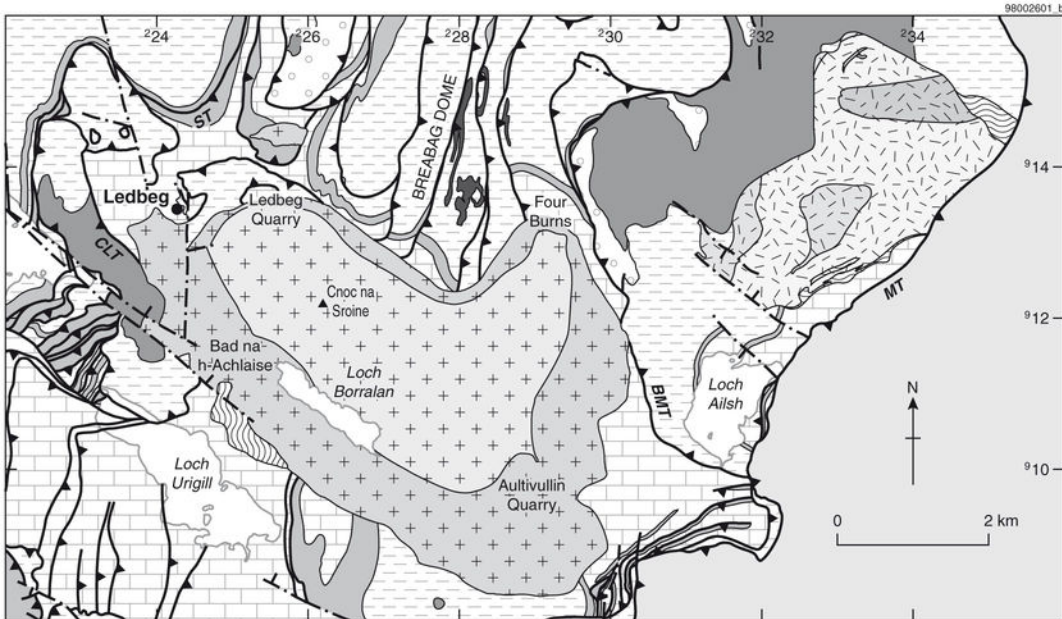 98002601_b
²24
²26
²28
²30
²32
²34
ST
BREABAG DOME
⁹14
Ledbeg
Ledbeg
Quarry
Four
Burns
CLT
MT
Cnoc na
Sroine
⁹12
Bad na
h-Achlaise
Loch
Borralan
BMT
Loch
Ailsh
N
Loch
Urigill
Aultivullin
Quarry
⁹10
0
2 km